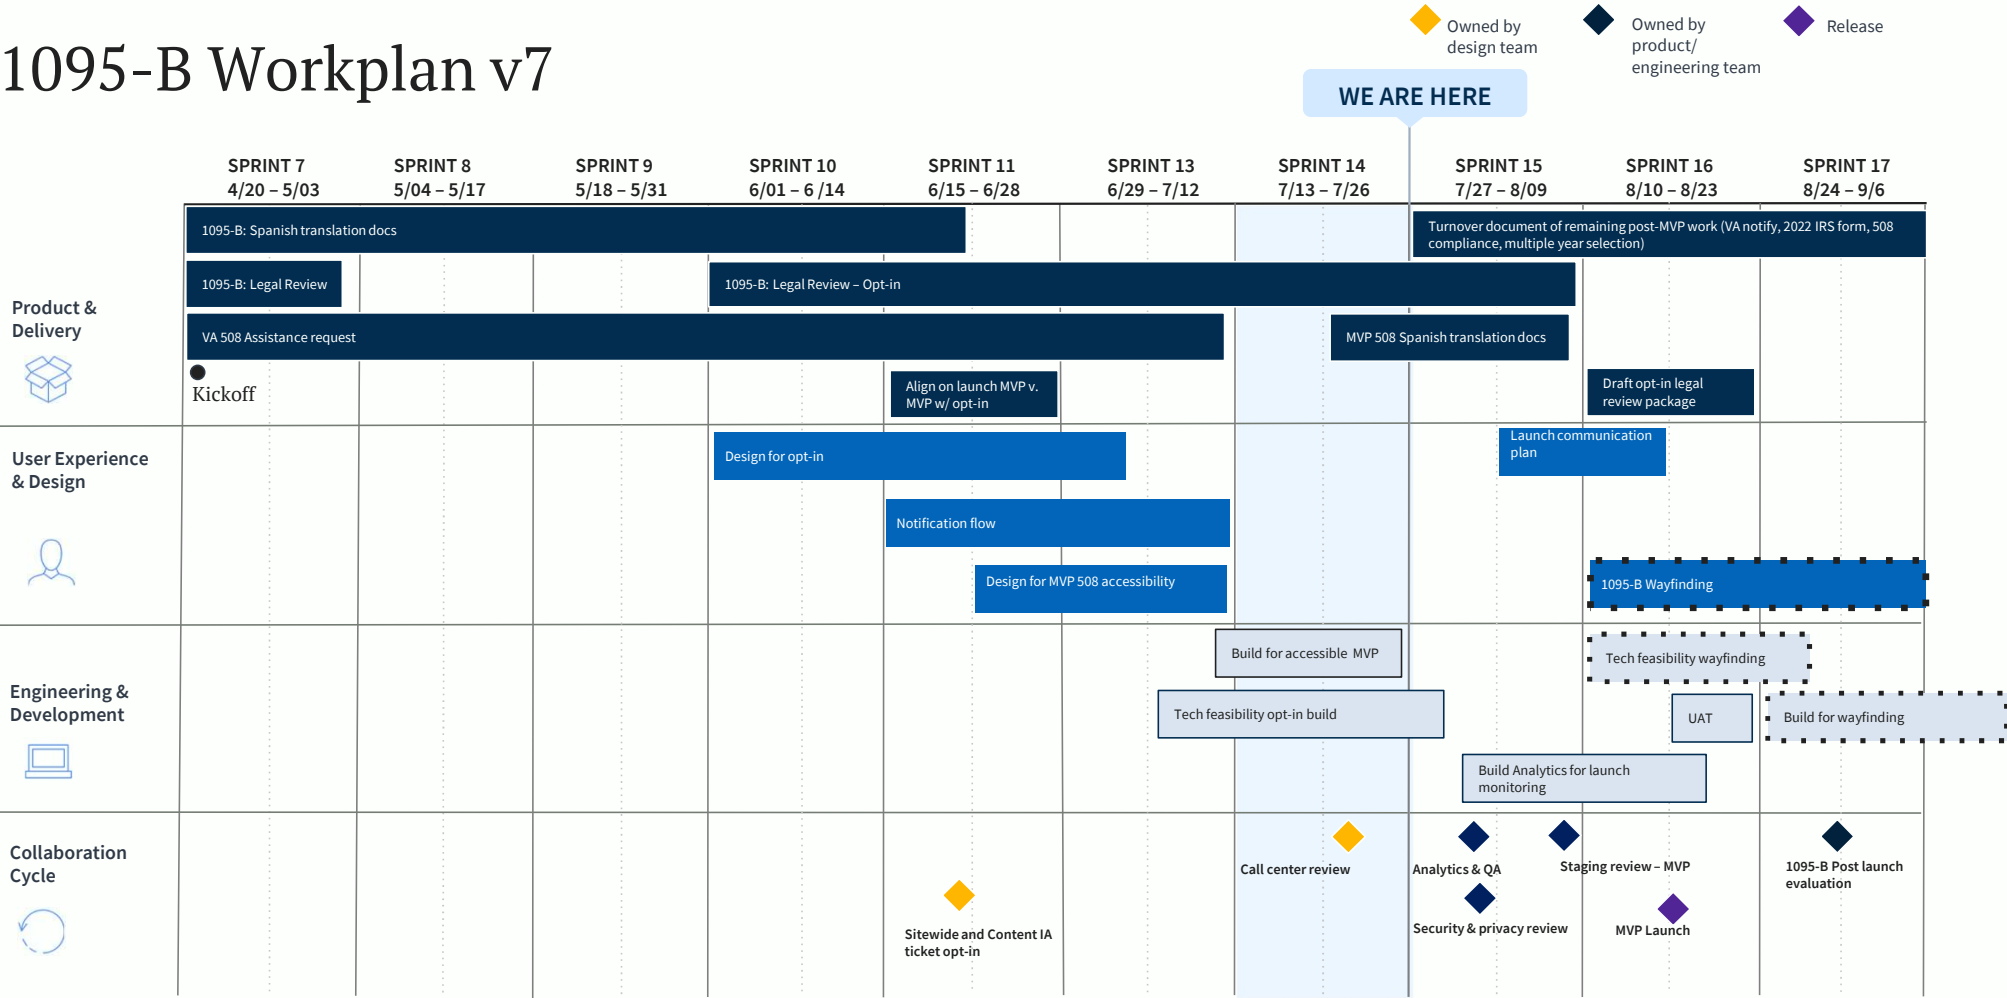 1095-B Workplan v7
Owned by
design team
Owned by
product/
engineering team
Release
WE ARE HERE
SPRINT 7
4/20 – 5/03
SPRINT 8
5/04 – 5/17
SPRINT 9
5/18 – 5/31
SPRINT 10
6/01 – 6 /14
SPRINT 11
6/15 – 6/28
SPRINT 13
6/29 – 7/12
SPRINT 14
7/13 – 7/26
SPRINT 15
7/27 – 8/09
SPRINT 16
8/10 – 8/23
SPRINT 17
8/24 – 9/6
Product &
Delivery
1095-B: Spanish translation docs
Turnover document of remaining post-MVP work (VA notify, 2022 IRS form, 508
compliance, multiple year selection)
1095-B: Legal Review
1095-B: Legal Review – Opt-in
VA 508 Assistance request
MVP 508 Spanish translation docs
Kickoff
Align on launch MVP v.
MVP w/ opt-in
Draft opt-in legal
review package
User Experience
& Design
Design for opt-in
Launch communication
plan
Notification flow
Design for MVP 508 accessibility
1095-B Wayfinding
Engineering &
Development
Build for accessible MVP
Tech feasibility wayfinding
Tech feasibility opt-in build
UAT
Build for wayfinding
Build Analytics for launch
monitoring
Collaboration
Cycle
Call center review
Analytics & QA
Staging review – MVP
1095-B Post launch
evaluation
Sitewide and Content IA
ticket opt-in
Security & privacy review
MVP Launch